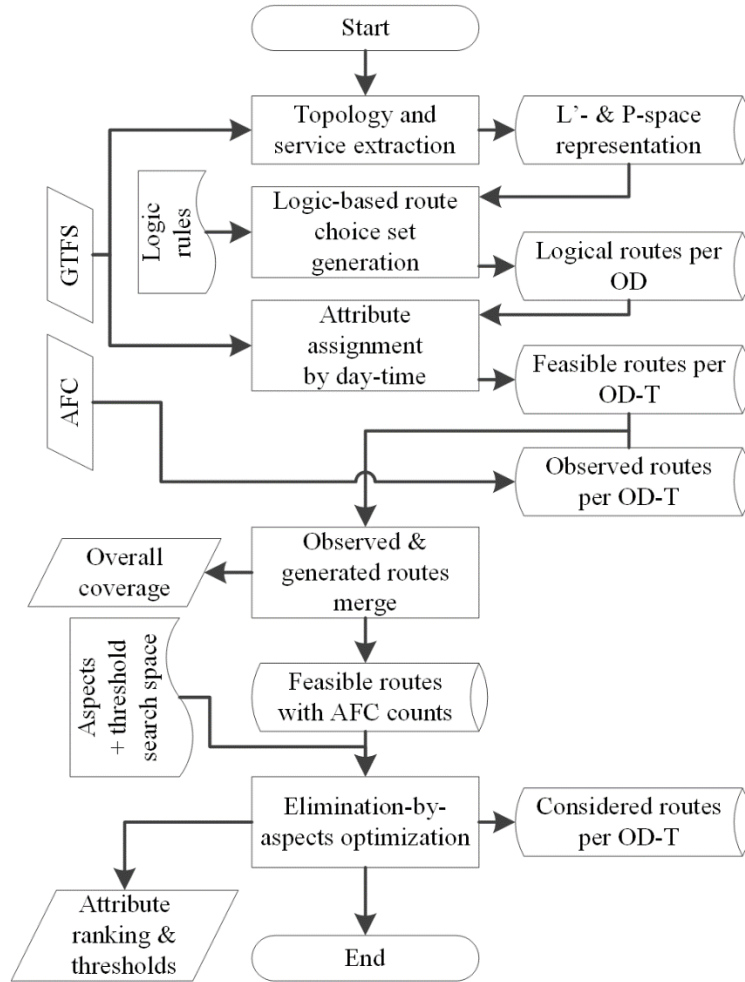 Start
Topology and
service extraction
L'- & P-space
representation
GTFS
Logic
rules
Logic-based route
choice set
generation
Logical routes per
OD
Attribute
assignment
by day-time
Feasible routes per
OD-T
AFC
Observed routes
per OD-T
Overall
coverage
Observed &
generated routes
merge
Aspects
+ threshold
search space
Feasible routes
with AFC counts
Elimination-by-
aspects optimization
Considered routes
per OD-T
Attribute
ranking &
thresholds
End